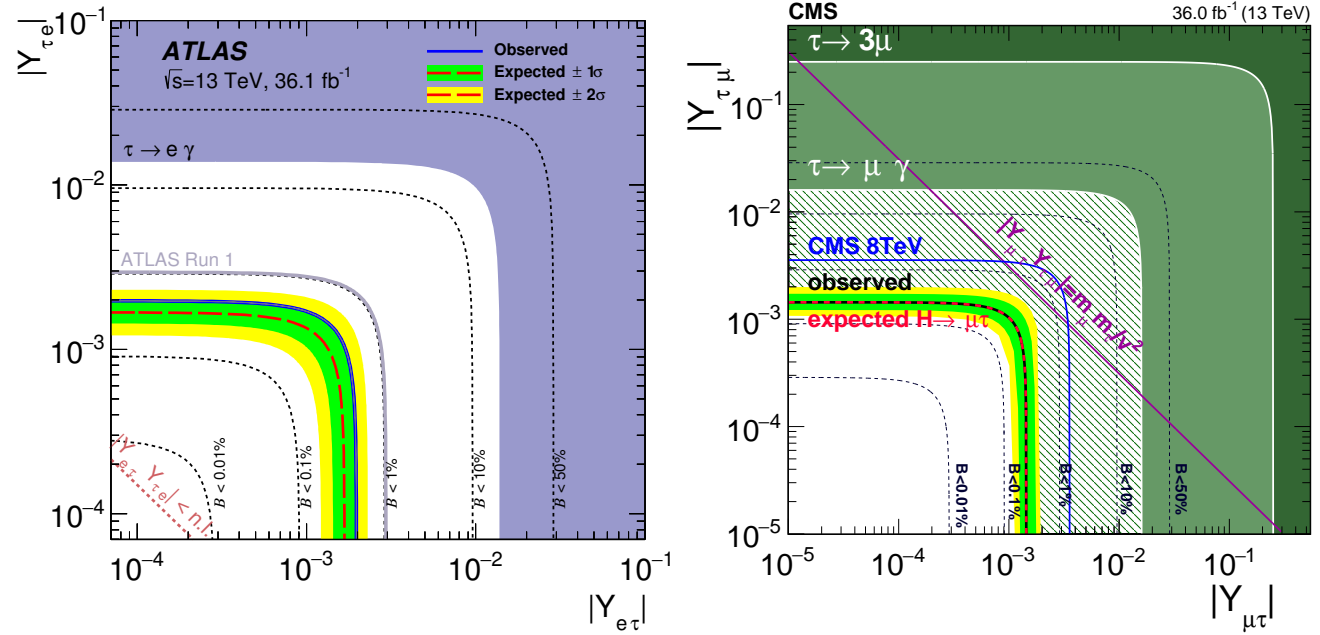 ATLAS
√s=13 TeV, 36.1 fb⁻¹
Observed
Expected ± 1σ
Expected ± 2σ
τ → e γ
ATLAS Run 1
|Y_eτ Y_τe| < n.l.
B < 0.01%
B < 0.1%
B < 1%
B < 10%
B < 50%
|Y_τe|
10⁻¹
10⁻²
10⁻³
10⁻⁴
10⁻⁴
10⁻³
10⁻²
10⁻¹
|Y_eτ|
CMS
36.0 fb⁻¹ (13 TeV)
τ → 3μ
τ → μ γ
CMS 8TeV
observed
expected H → μτ
B<0.01%
B<0.1%
B<1%
B<10%
B<50%
|Y_τμ|
10⁻¹
10⁻²
10⁻³
10⁻⁴
10⁻⁵
10⁻⁵
10⁻⁴
10⁻³
10⁻²
10⁻¹
|Y_μτ|